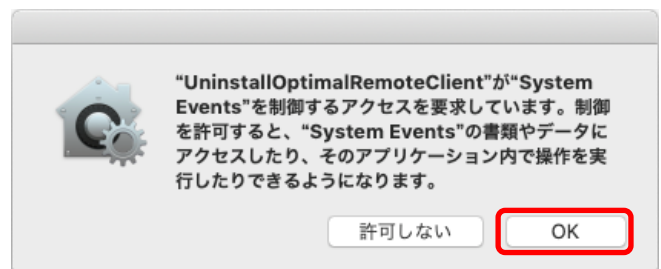 “UninstallOptimalRemoteClient”が“System
Events”を制御するアクセスを要求しています。制御
を許可すると、“System Events”の書類やデータに
アクセスしたり、そのアプリケーション内で操作を実
行したりできるようになります。
許可しない
OK